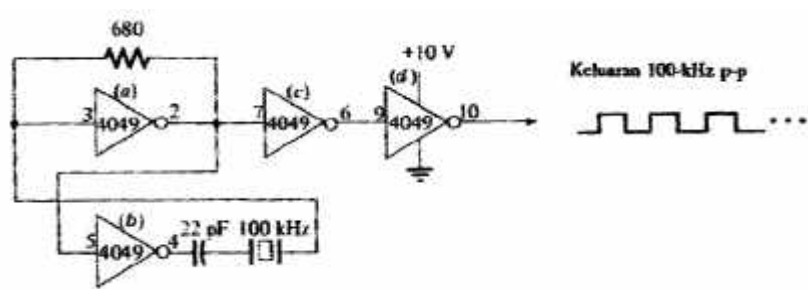 680
+10 V
(a)
(c)
(d)
Keluaran 100-kHz p-p
3 4049 2
7 4049 6
9 4049 10
(b)
22 pF 100 kHz
5 4049 4